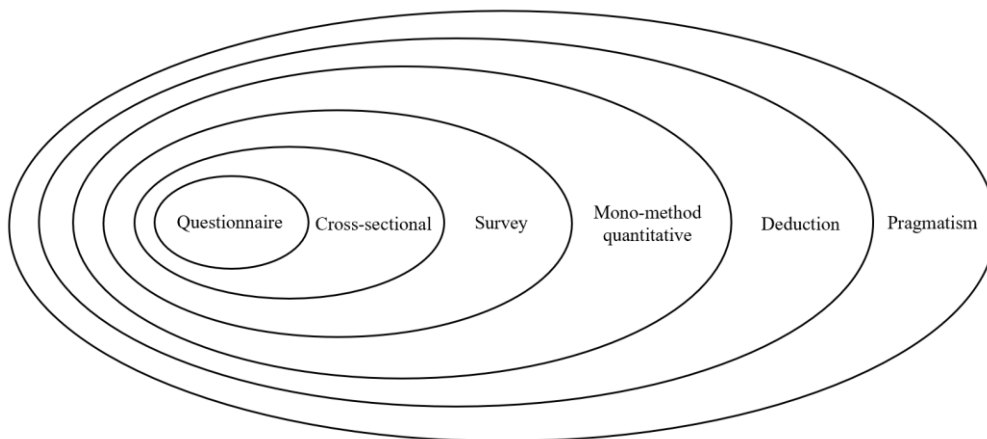 Questionnaire
Cross-sectional
Survey
Mono-method
quantitative
Deduction
Pragmatism